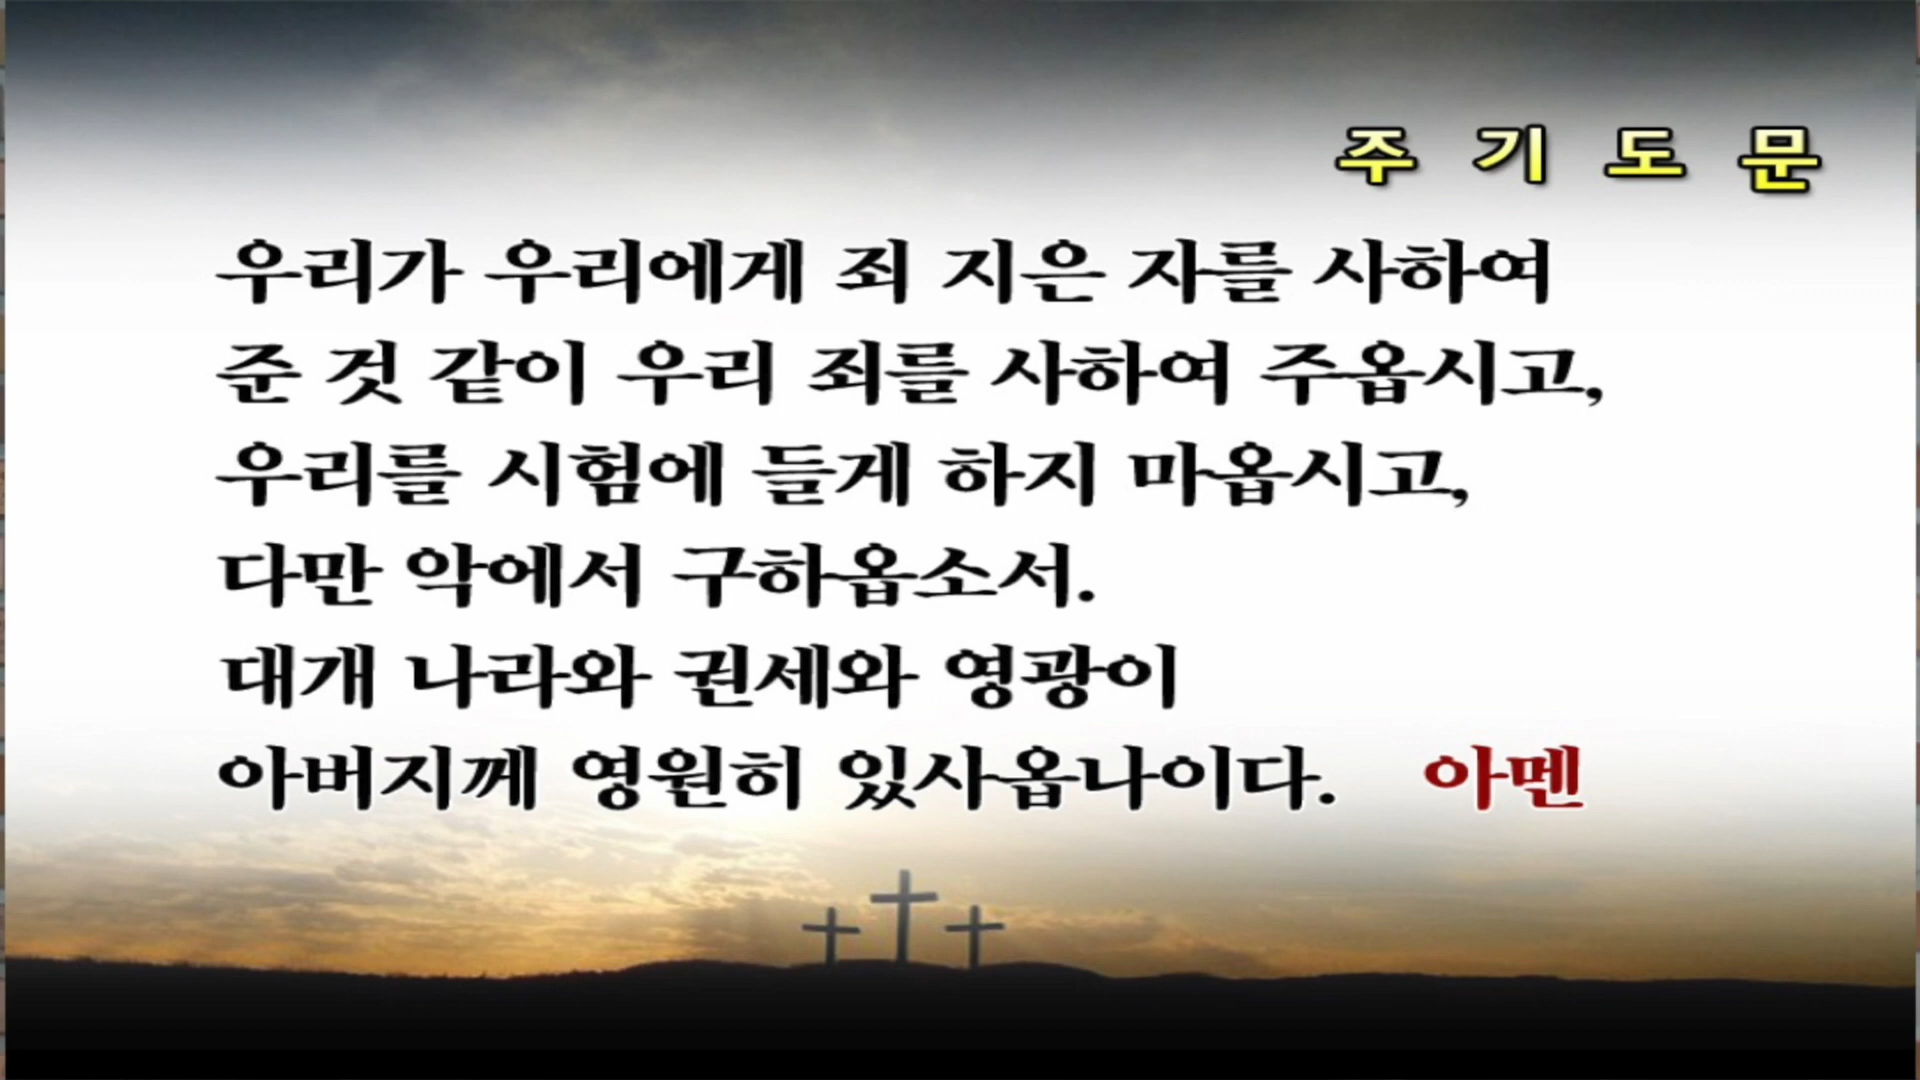 주 기 도 문
우리가 우리에게 죄 지은 자를 사하여
준 것 같이 우리 죄를 사하여 주옵시고,
우리를 시험에 들게 하지 마옵시고,
다만 악에서 구하옵소서.
대개 나라와 권세와 영광이
아버지께 영원히 있사옵나이다. 아멘